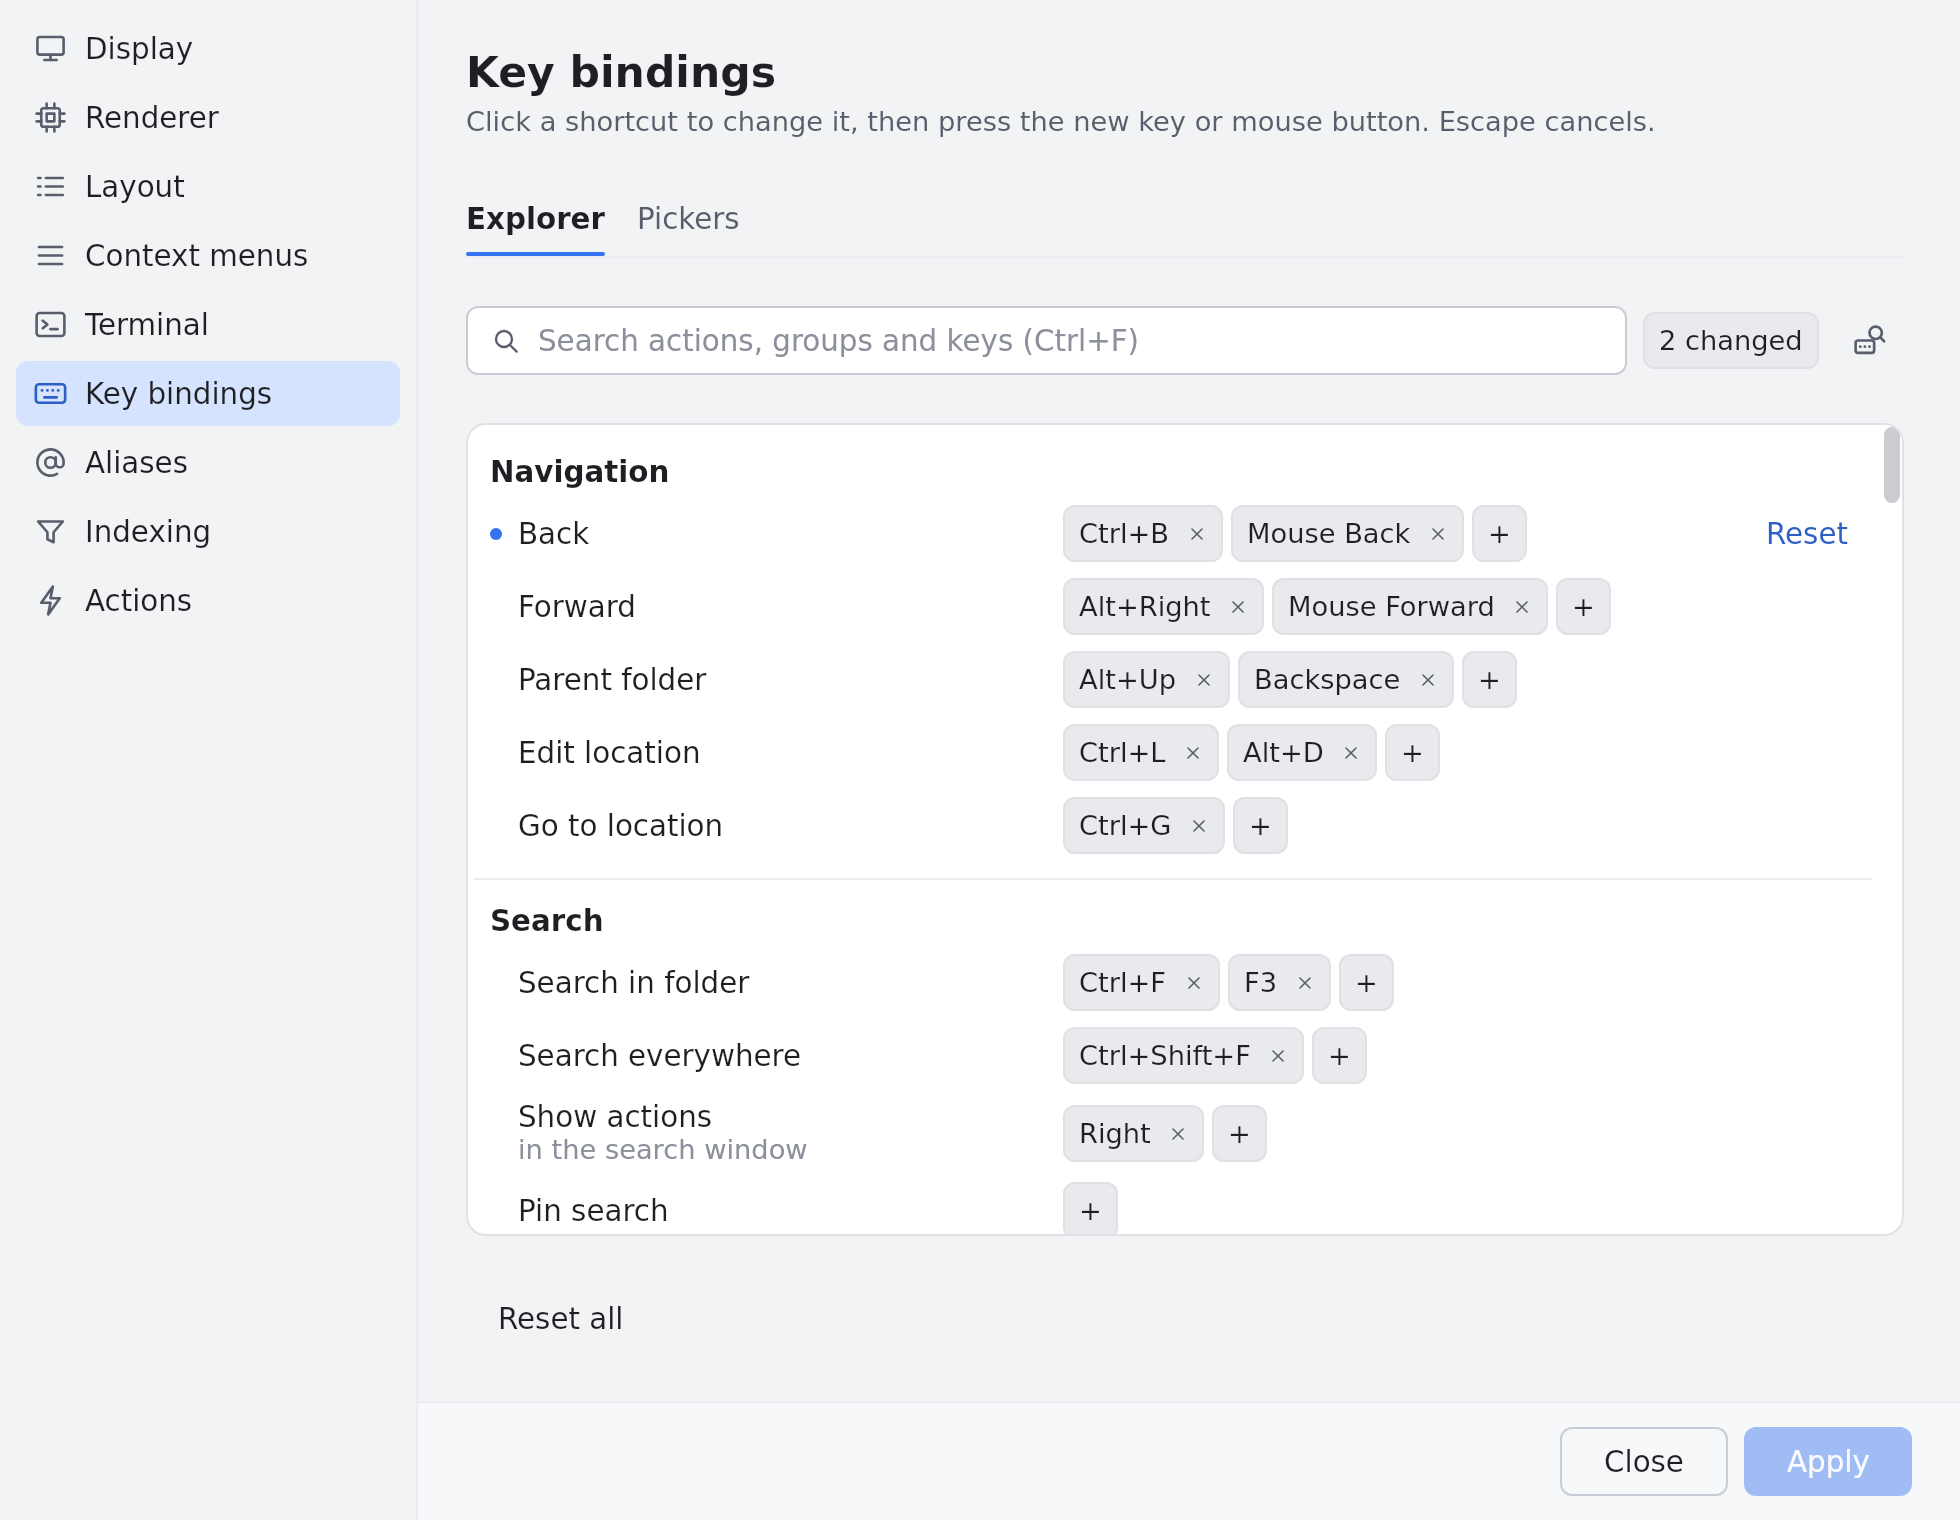 Display
Renderer
Layout
Context menus
Terminal
Key bindings
Aliases
Indexing
Actions
Key bindings
Click a shortcut to change it, then press the new key or mouse button. Escape cancels.
Explorer Pickers
Search actions, groups and keys (Ctrl+F) 2 changed
Navigation
Back Ctrl+B × Mouse Back × + Reset
Forward Alt+Right × Mouse Forward × +
Parent folder Alt+Up × Backspace × +
Edit location Ctrl+L × Alt+D × +
Go to location Ctrl+G × +
Search
Search in folder Ctrl+F × F3 × +
Search everywhere Ctrl+Shift+F × +
Show actions Right × +
in the search window
Pin search +
Reset all
Close Apply